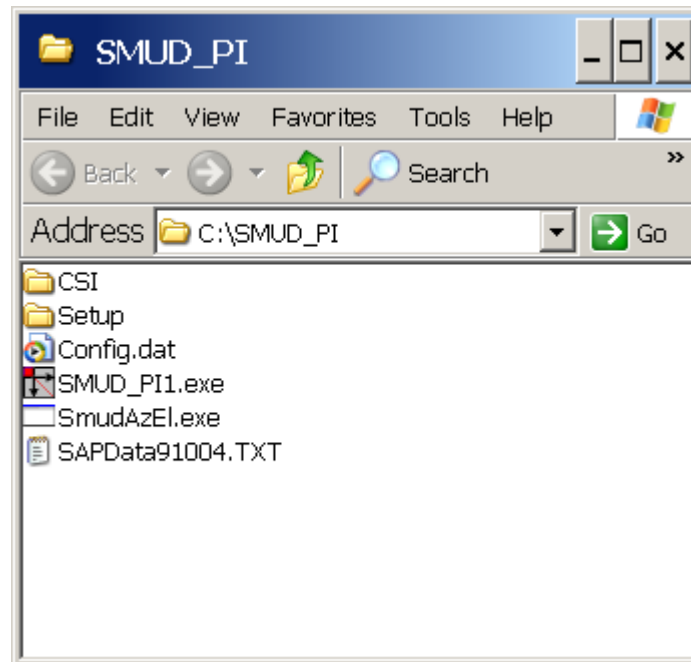 SMUD_PI
File Edit View Favorites Tools Help
Back Search »
Address C:\SMUD_PI Go
CSI
Setup
Config.dat
SMUD_PI1.exe
SmudAzEl.exe
SAPData91004.TXT